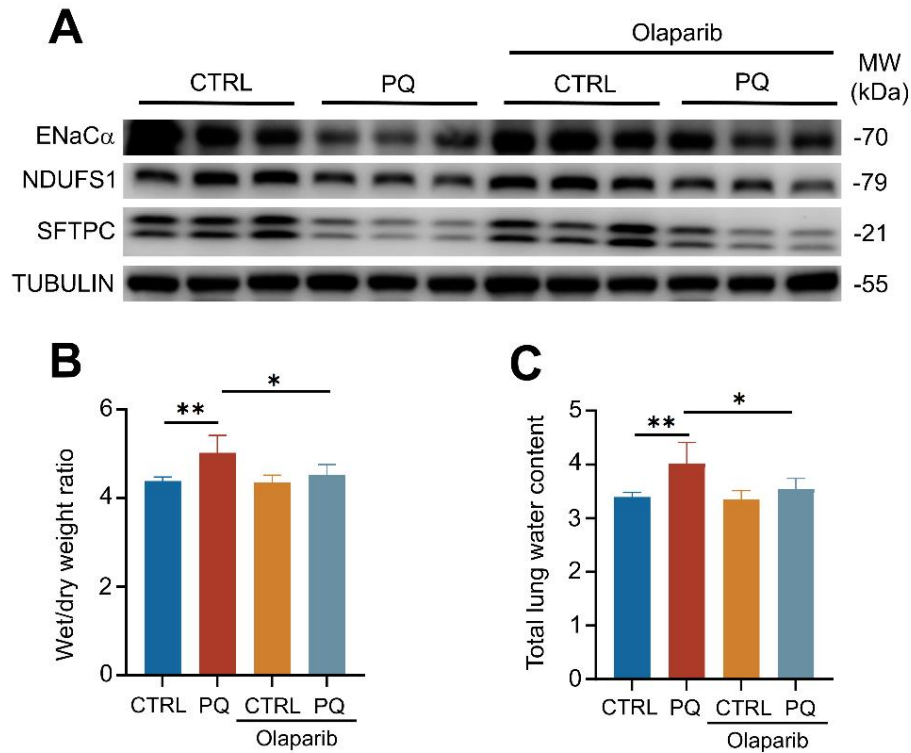 A
Olaparib
CTRL PQ CTRL PQ
MW
(kDa)
ENaCα -70
NDUFS1 -79
SFTPC -21
TUBULIN -55
B
Wet/dry weight ratio
6
4
2
0
** *
CTRL PQ CTRL PQ
Olaparib
C
Total lung water content
5
4
3
2
1
0
** *
CTRL PQ CTRL PQ
Olaparib